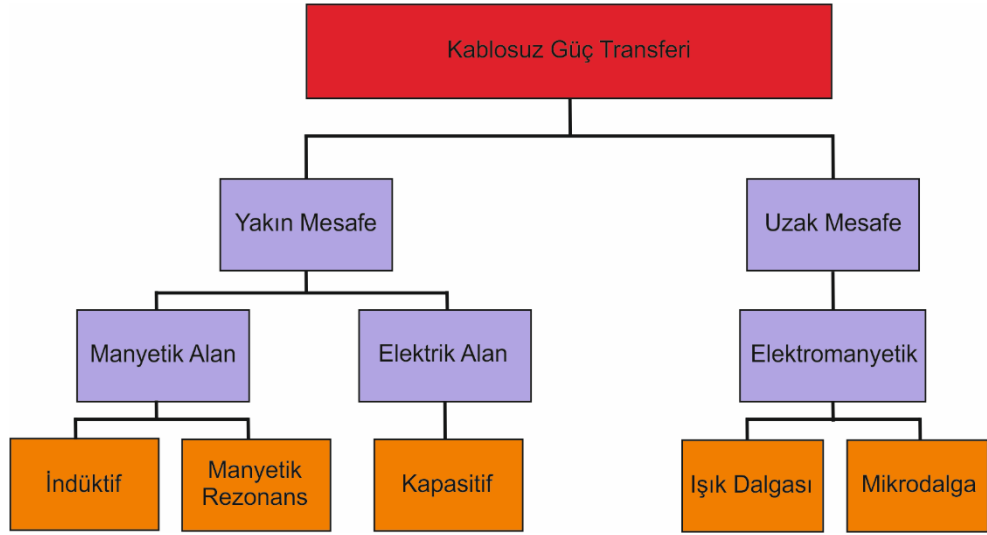 Kablosuz Güç Transferi
Yakın Mesafe
Uzak Mesafe
Manyetik Alan
Elektrik Alan
Elektromanyetik
İndüktif
Manyetik
Rezonans
Kapasitif
Işık Dalgası
Mikrodalga